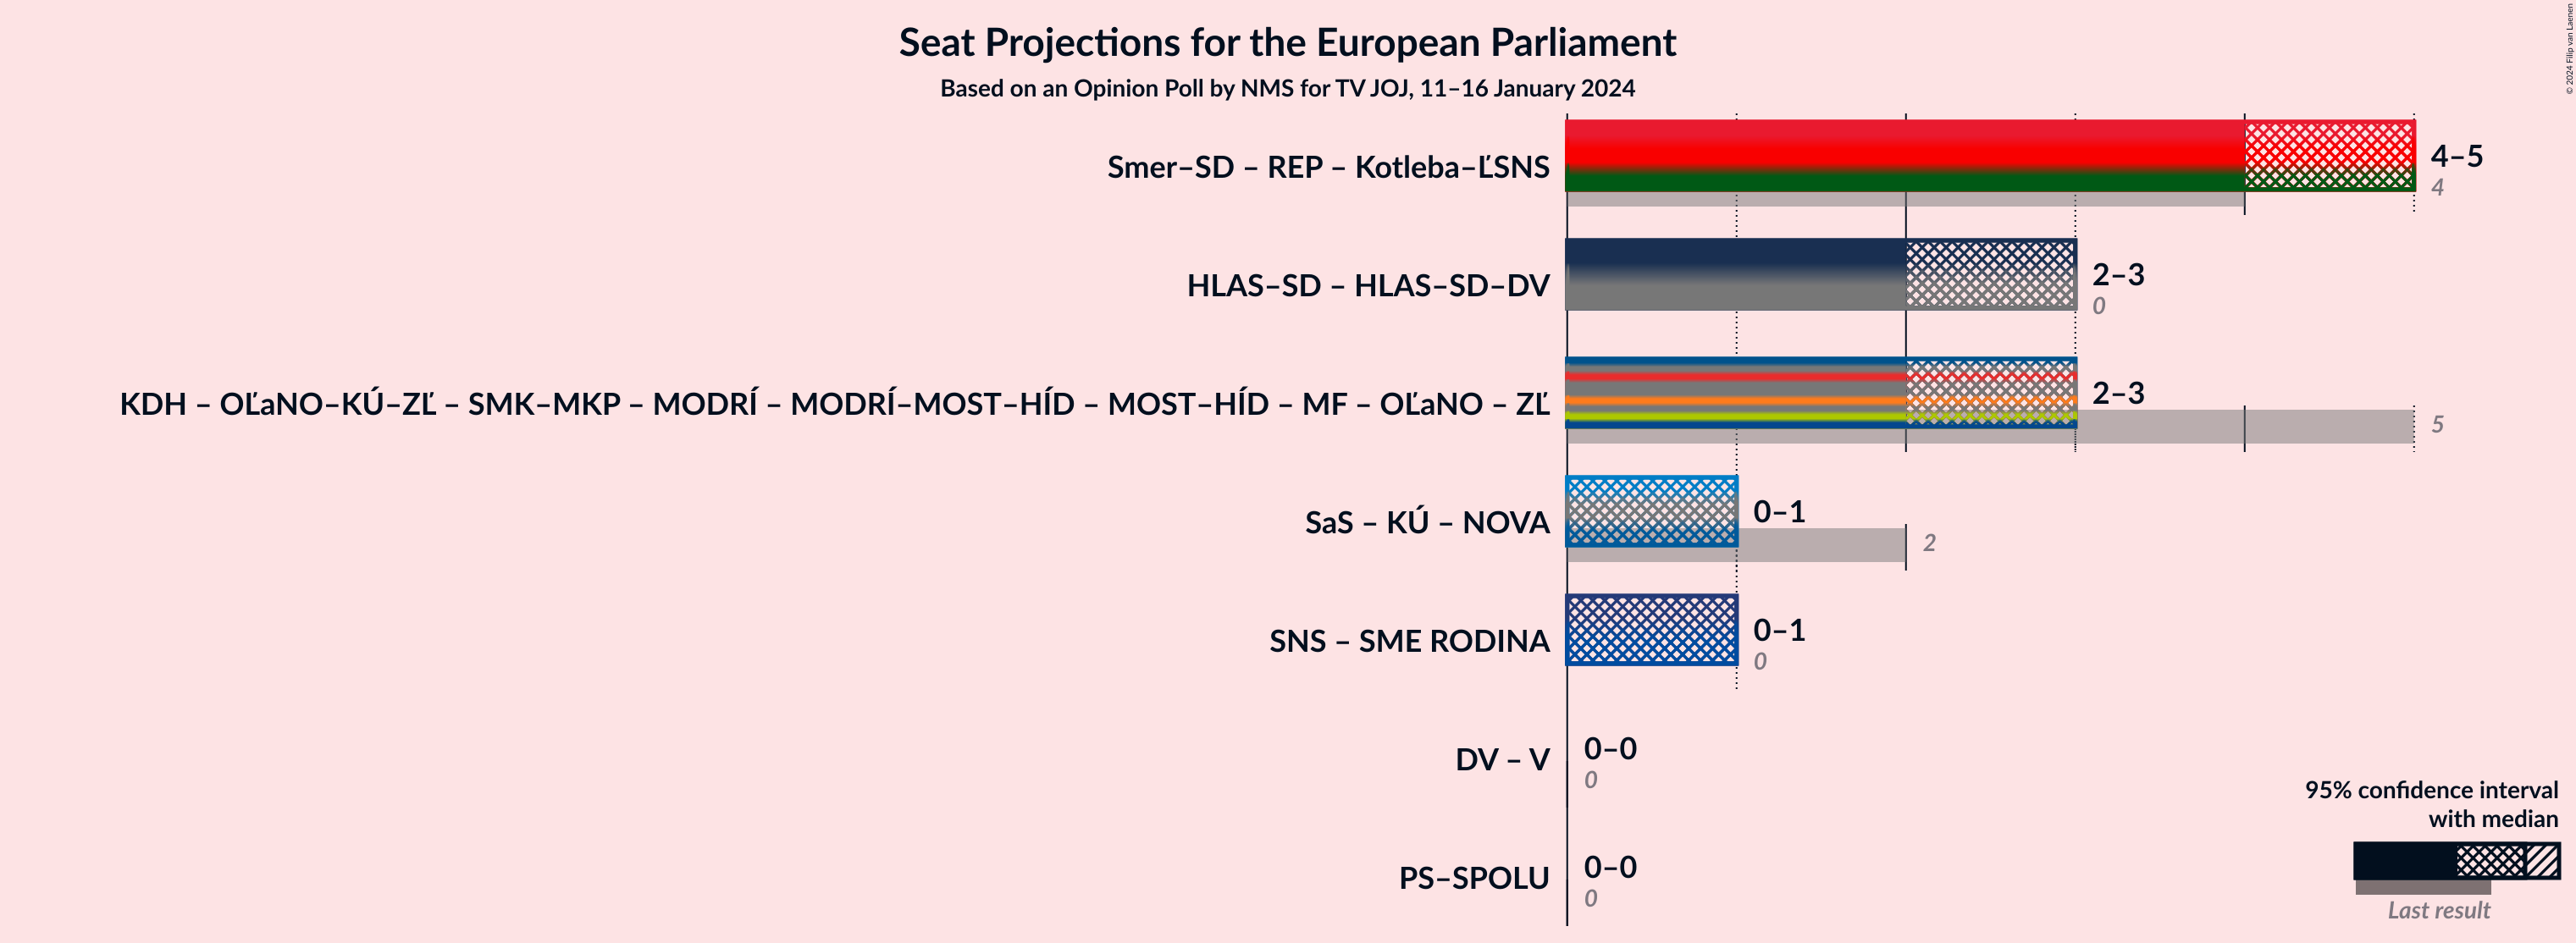 Seat Projections for the European Parliament
Based on an Opinion Poll by NMS for TV JOJ, 11–16 January 2024
© 2024 Filip van Laenen
Smer–SD – REP – Kotleba–ĽSNS
4–5
4
HLAS–SD – HLAS–SD–DV
2–3
0
KDH – OĽaNO–KÚ–ZĽ – SMK–MKP – MODRÍ – MODRÍ–MOST–HÍD – MOST–HÍD – MF – OĽaNO – ZĽ
2–3
5
SaS – KÚ – NOVA
0–1
2
SNS – SME RODINA
0–1
0
DV – V
0–0
0
PS–SPOLU
0–0
0
95% confidence interval
with median
Last result